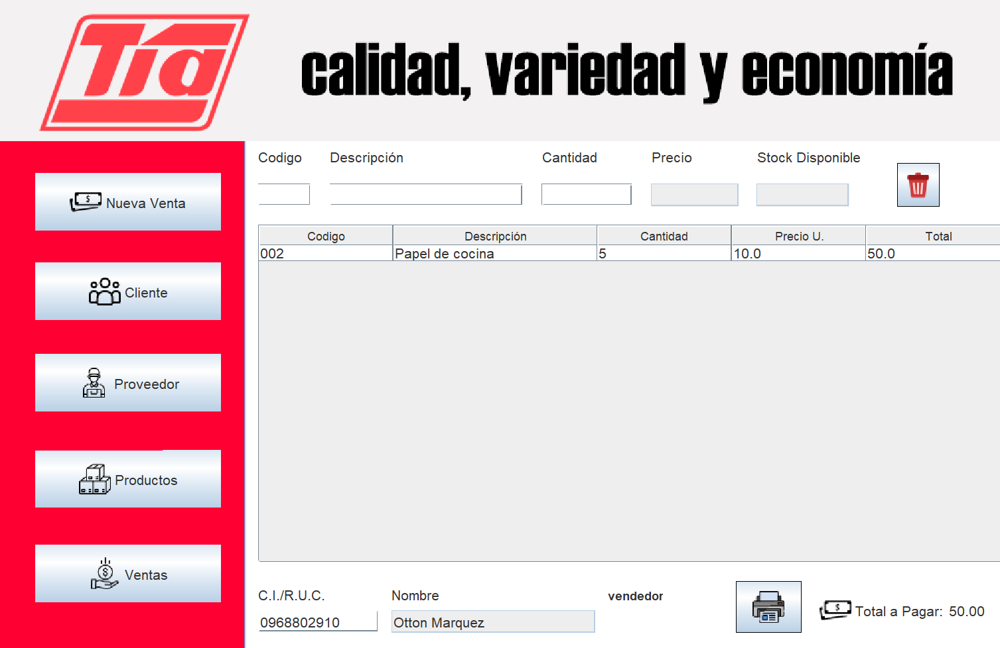 Tía
calidad, variedad y economía
Nueva Venta
Cliente
Proveedor
Productos
Ventas
Codigo Descripción Cantidad Precio Stock Disponible
Codigo Descripción Cantidad Precio U. Total
002 Papel de cocina 5 10.0 50.0
C.I./R.U.C. Nombre vendedor
0968802910 Otton Marquez
Total a Pagar: 50.00